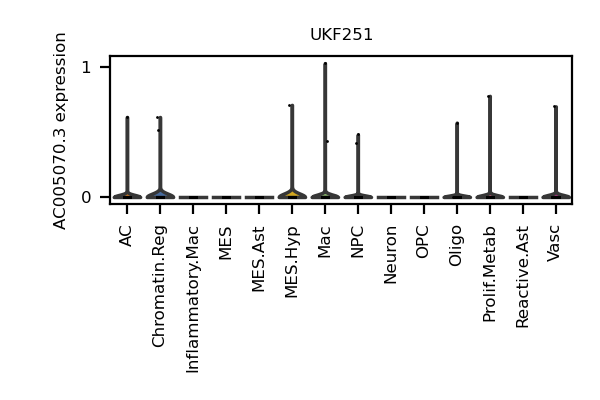 UKF251
AC005070.3 expression
1
0
AC
Chromatin.Reg
Inflammatory.Mac
MES
MES.Ast
MES.Hyp
Mac
NPC
Neuron
OPC
Oligo
Prolif.Metab
Reactive.Ast
Vasc